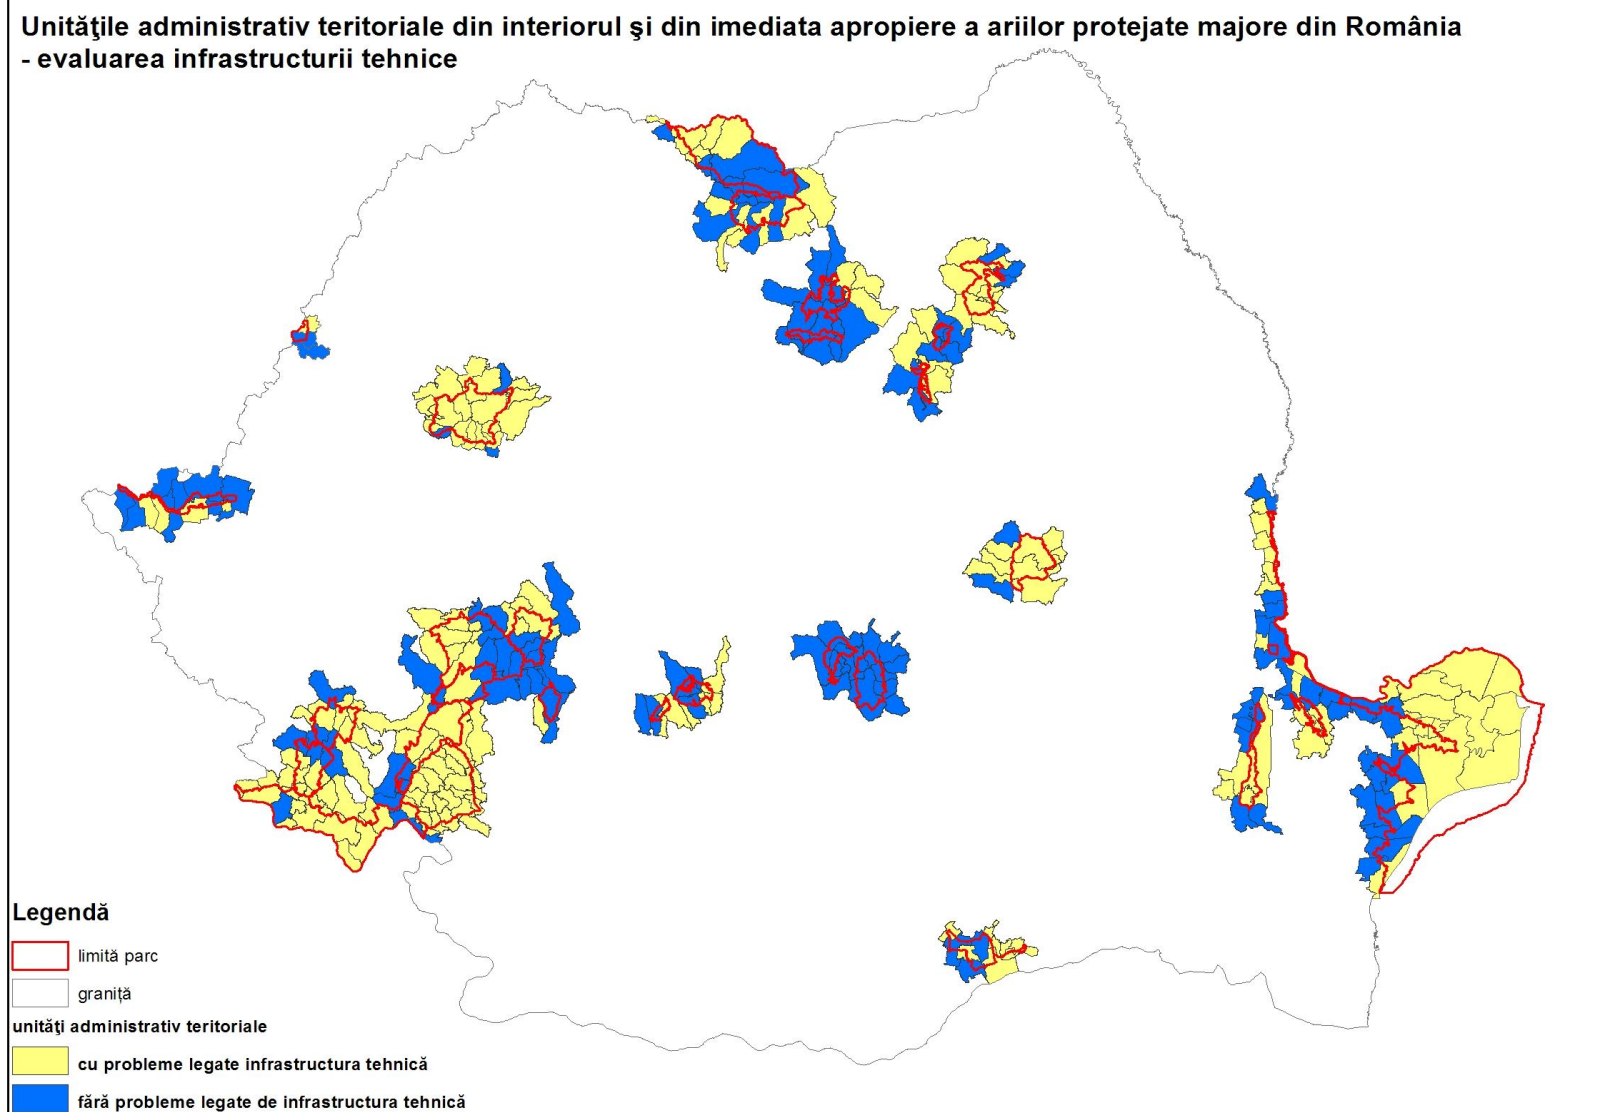 Unităţile administrativ teritoriale din interiorul şi din imediata apropiere a ariilor protejate majore din România
- evaluarea infrastructurii tehnice
Legendă
limită parc
graniță
unităţi administrativ teritoriale
cu probleme legate infrastructura tehnică
fără probleme legate de infrastructura tehnică